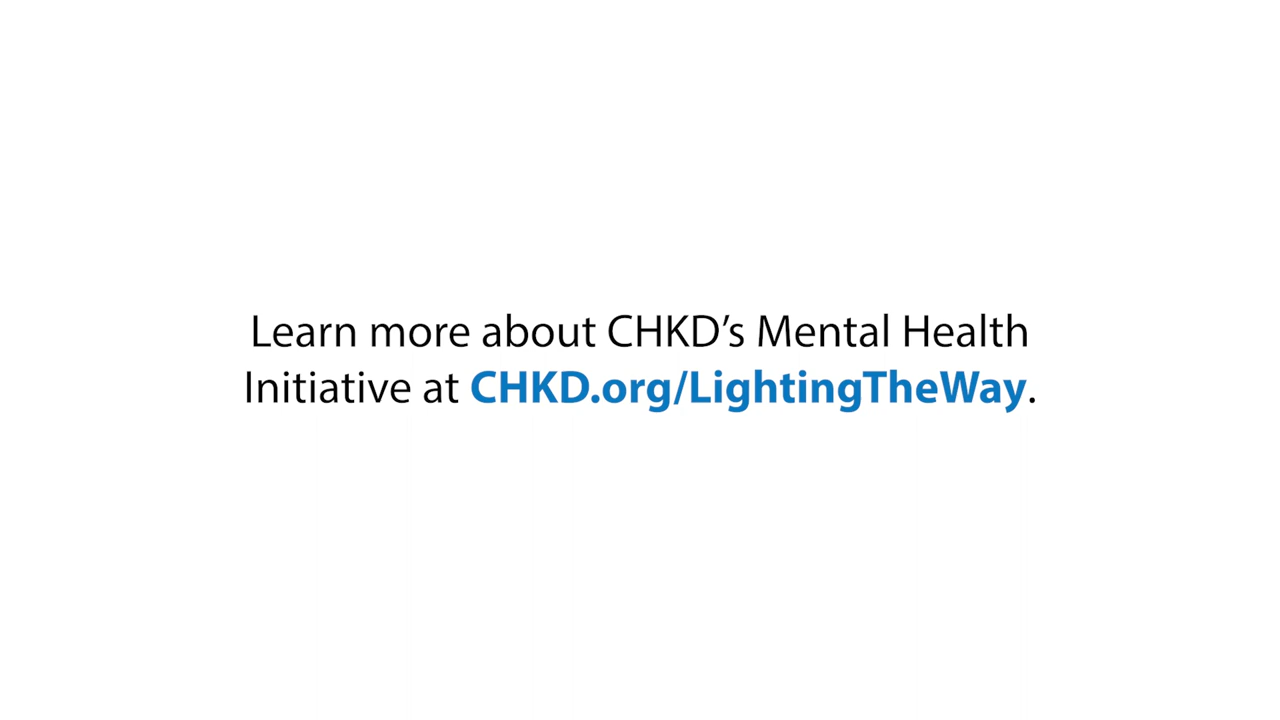 Learn more about CHKD’s Mental Health
Initiative at CHKD.org/LightingTheWay.